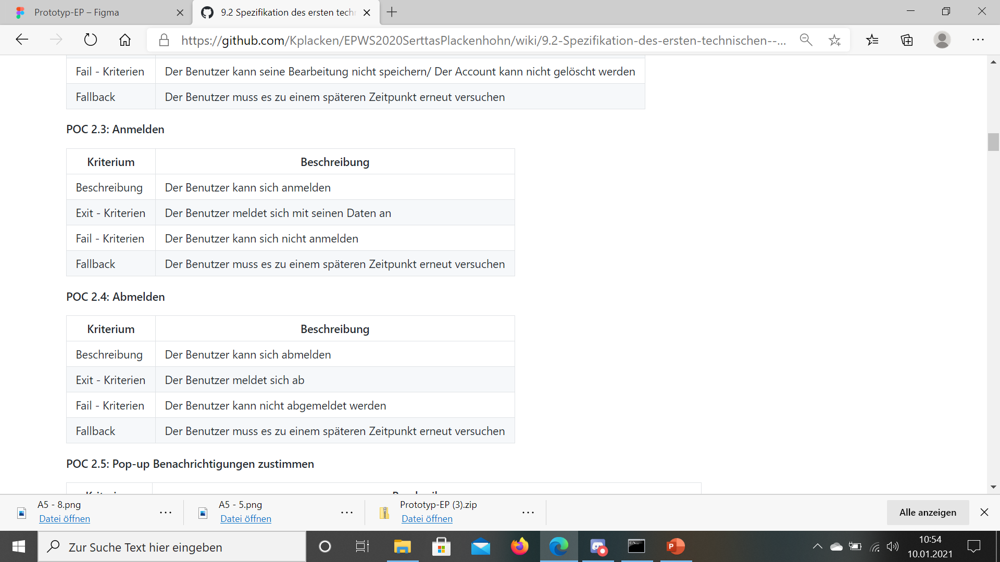 Prototyp-EP – Figma
9.2 Spezifikation des ersten tech
https://github.com/Kplacken/EPWS2020SerttasPlackenhohn/wiki/9.2-Spezifikation-des-ersten-technischen--...
Fail - Kriterien Der Benutzer kann seine Bearbeitung nicht speichern/ Der Account kann nicht gelöscht werden
Fallback Der Benutzer muss es zu einem späteren Zeitpunkt erneut versuchen
POC 2.3: Anmelden
Kriterium Beschreibung
Beschreibung Der Benutzer kann sich anmelden
Exit - Kriterien Der Benutzer meldet sich mit seinen Daten an
Fail - Kriterien Der Benutzer kann sich nicht anmelden
Fallback Der Benutzer muss es zu einem späteren Zeitpunkt erneut versuchen
POC 2.4: Abmelden
Kriterium Beschreibung
Beschreibung Der Benutzer kann sich abmelden
Exit - Kriterien Der Benutzer meldet sich ab
Fail - Kriterien Der Benutzer kann nicht abgemeldet werden
Fallback Der Benutzer muss es zu einem späteren Zeitpunkt erneut versuchen
POC 2.5: Pop-up Benachrichtigungen zustimmen
A5 - 8.png
Datei öffnen
A5 - 5.png
Datei öffnen
Prototyp-EP (3).zip
Datei öffnen
Alle anzeigen
Zur Suche Text hier eingeben
10:54
10.01.2021